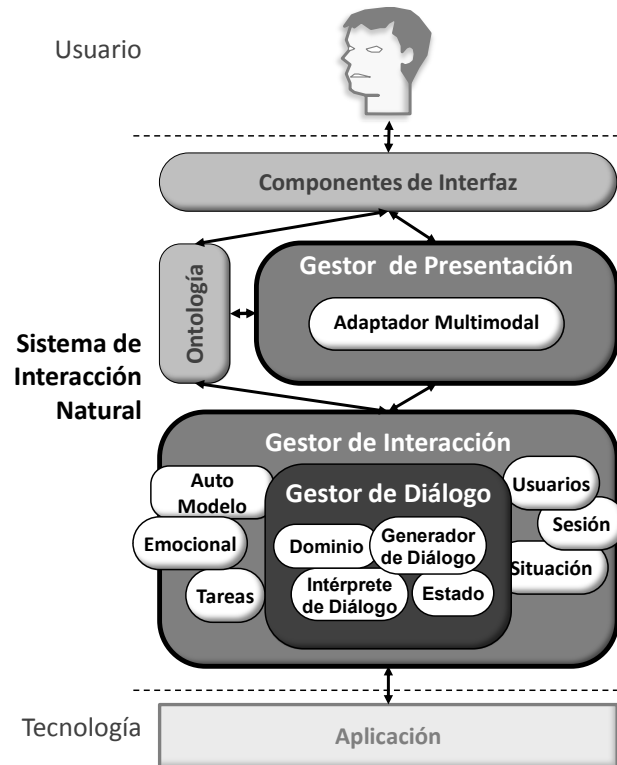 Usuario
Componentes de Interfaz
Ontología
Gestor de Presentación
Adaptador Multimodal
Sistema de
Interacción
Natural
Gestor de Interacción
Auto
Modelo
Emocional
Tareas
Gestor de Diálogo
Dominio
Generador
de Diálogo
Intérprete
de Diálogo
Estado
Usuarios
Sesión
Situación
Tecnología
Aplicación